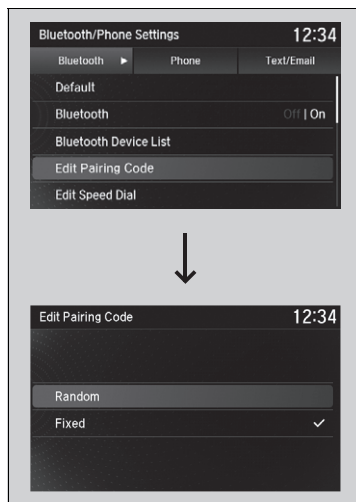 Bluetooth/Phone Settings 12:34
Bluetooth ► Phone Text/Email
Default
Bluetooth Off | On
Bluetooth Device List
Edit Pairing Code
Edit Speed Dial
Edit Pairing Code 12:34
Random
Fixed ✓